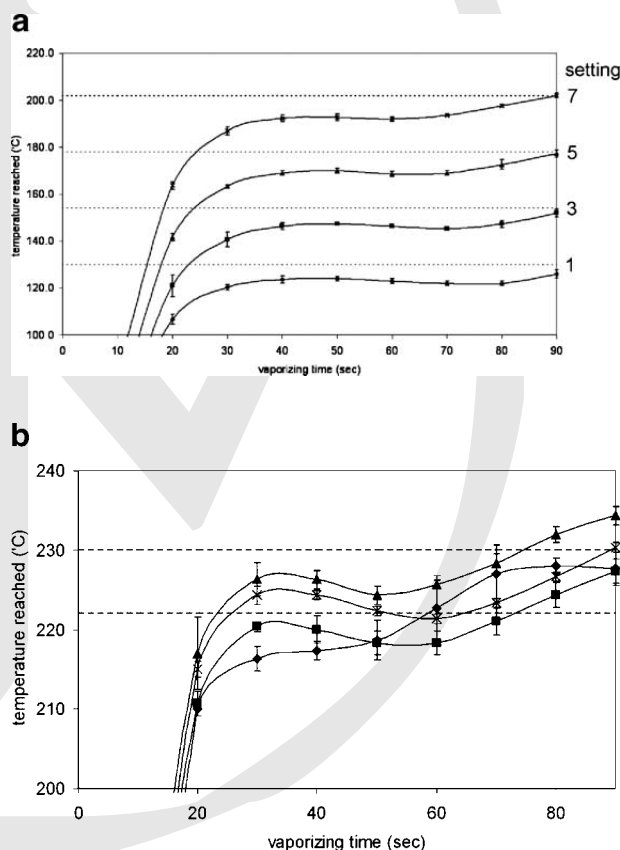 a
220.0
setting
200.0
7
180.0
5
160.0
3
140.0
1
120.0
100.0
temperature reached (°C)
0 10 20 30 40 50 60 70 80 90
vaporizing time (sec)
b
240
230
220
210
200
temperature reached (°C)
0 20 40 60 80
vaporizing time (sec)